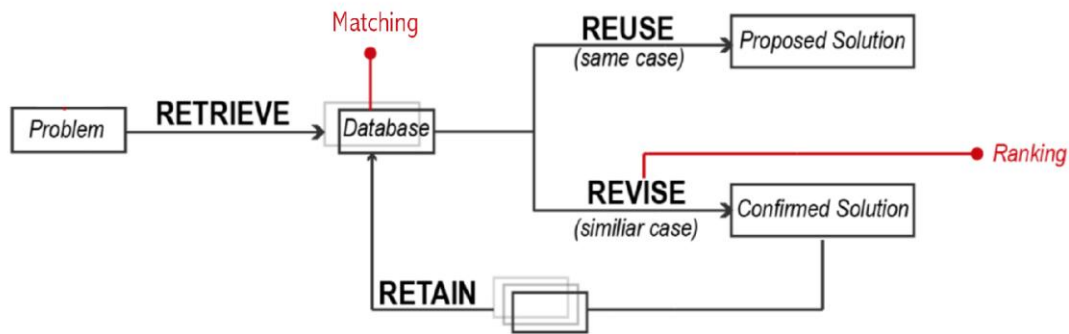 Matching
REUSE
(same case)
Proposed Solution
Problem
RETRIEVE
Database
Ranking
REVISE
(similiar case)
Confirmed Solution
RETAIN